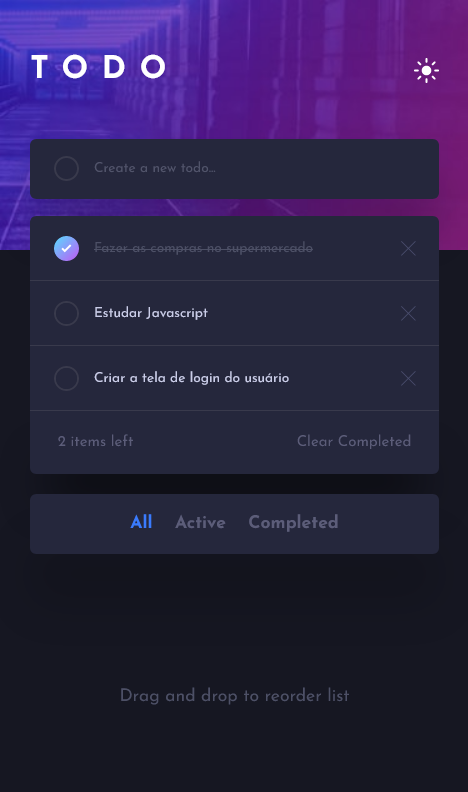 TODO
Create a new todo...
Fazer as compras no supermercado
Estudar Javascript
Criar a tela de login do usuário
2 items left Clear Completed
All Active Completed
Drag and drop to reorder list